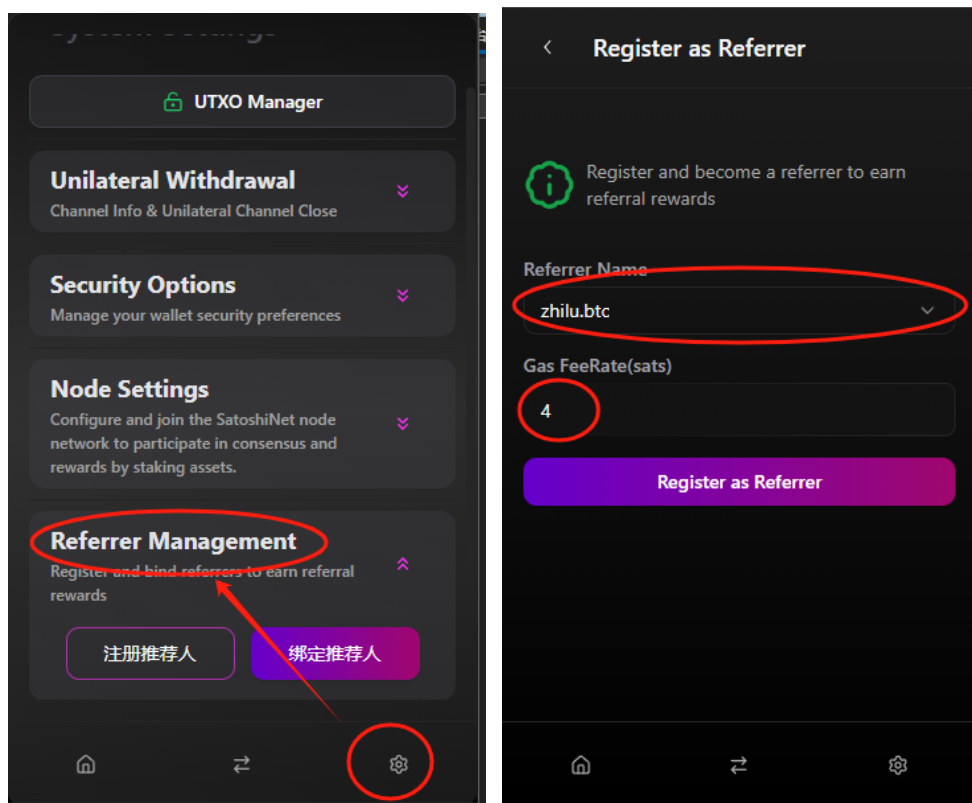 System Settings
UTXO Manager
Unilateral Withdrawal
Channel Info & Unilateral Channel Close
Security Options
Manage your wallet security preferences
Node Settings
Configure and join the SatoshiNet node
network to participate in consensus and
rewards by staking assets.
Referrer Management
Register and bind referrers to earn referral
rewards
注册推荐人
绑定推荐人
Register as Referrer
Register and become a referrer to earn
referral rewards
Referrer Name
zhilu.btc
Gas FeeRate(sats)
4
Register as Referrer